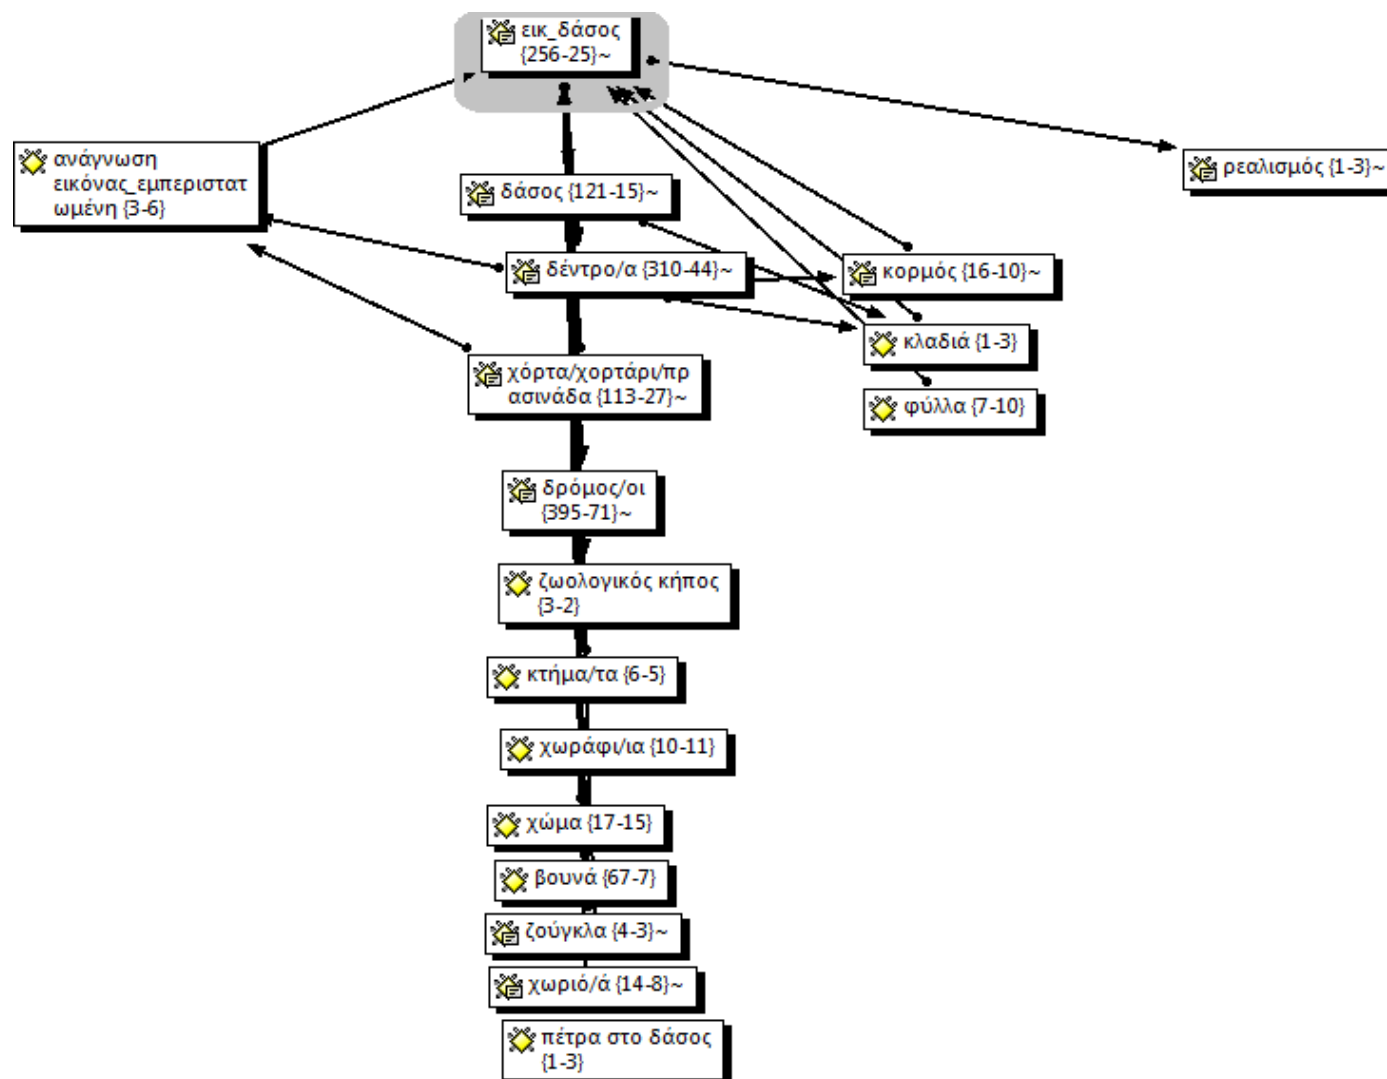 εικ_δάσος
{256-25}~
ανάγνωση
εικόνας_εμπεριστατ
ωμένη {3-6}
ρεαλισμός {1-3}~
δάσος {121-15}~
δέντρο/α {310-44}~
κορμός {16-10}~
κλαδιά {1-3}
χόρτα/χορτάρι/πρ
ασινάδα {113-27}~
φύλλα {7-10}
δρόμος/οι
{395-71}~
ζωολογικός κήπος
{3-2}
κτήμα/τα {6-5}
χωράφι/ια {10-11}
χώμα {17-15}
βουνά {67-7}
ζούγκλα {4-3}~
χωριό/ά {14-8}~
πέτρα στο δάσος
{1-3}